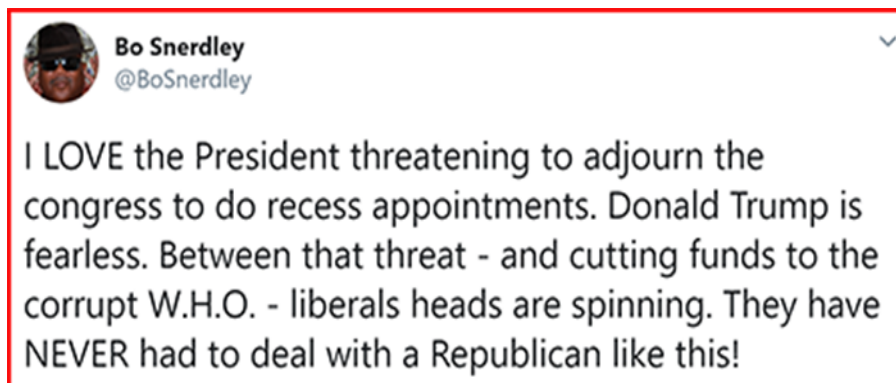 Bo Snerdley
@BoSnerdley
I LOVE the President threatening to adjourn the
congress to do recess appointments. Donald Trump is
fearless. Between that threat - and cutting funds to the
corrupt W.H.O. - liberals heads are spinning. They have
NEVER had to deal with a Republican like this!